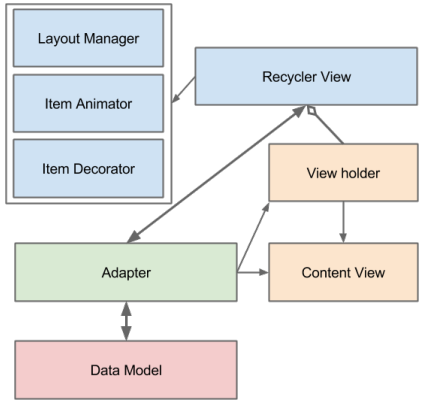 Layout Manager
Recycler View
Item Animator
Item Decorator
View holder
Adapter
Content View
Data Model